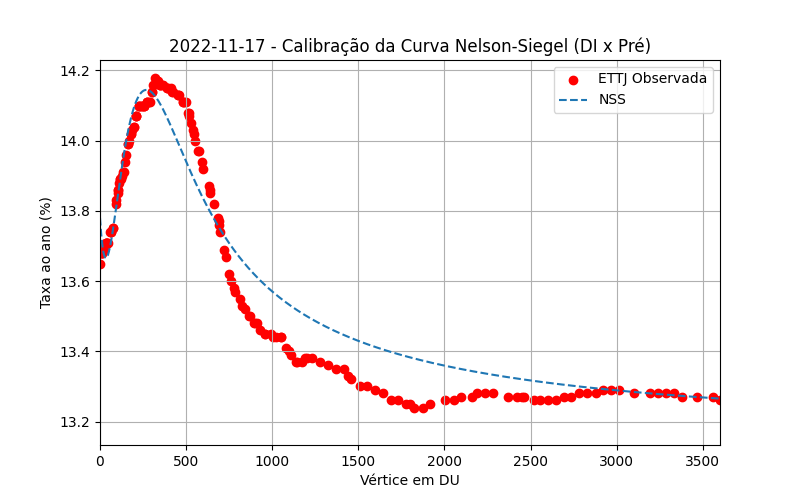 2022-11-17 - Calibração da Curva Nelson-Siegel (DI x Pré)
ETTJ Observada
NSS
Taxa ao ano (%)
14.2
14.0
13.8
13.6
13.4
13.2
0 500 1000 1500 2000 2500 3000 3500
Vértice em DU